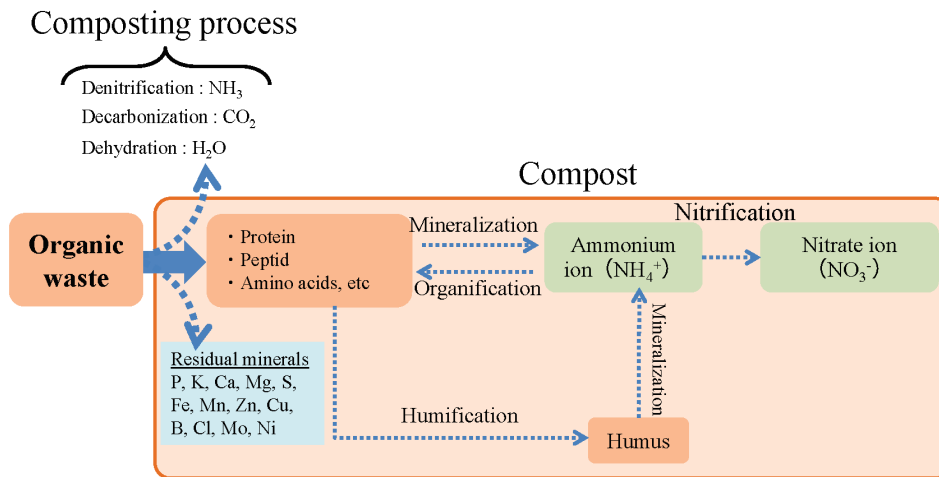 Composting process
Denitrification : NH₃
Decarbonization : CO₂
Dehydration : H₂O
Compost
Organic
waste
・Protein
・Peptid
・Amino acids, etc
Mineralization
Organification
Ammonium
ion（NH₄⁺）
Nitrification
Nitrate ion
（NO₃⁻）
Residual minerals
P, K, Ca, Mg, S,
Fe, Mn, Zn, Cu,
B, Cl, Mo, Ni
Humification
Mineralization
Humus